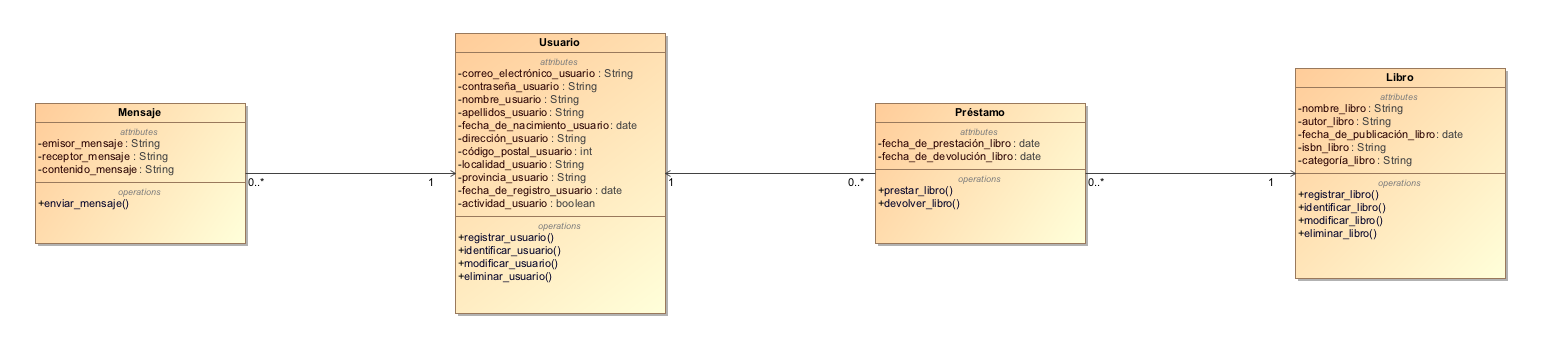 Mensaje
attributes
-emisor_mensaje : String
-receptor_mensaje : String
-contenido_mensaje : String
operations
+enviar_mensaje()
0..*
1
Usuario
attributes
-correo_electrónico_usuario : String
-contraseña_usuario : String
-nombre_usuario : String
-apellidos_usuario : String
-fecha_de_nacimiento_usuario : date
-dirección_usuario : String
-código_postal_usuario : int
-localidad_usuario : String
-provincia_usuario : String
-fecha_de_registro_usuario : date
-actividad_usuario : boolean
operations
+registrar_usuario()
+identificar_usuario()
+modificar_usuario()
+eliminar_usuario()
1
0..*
Préstamo
attributes
-fecha_de_prestación_libro : date
-fecha_de_devolución_libro : date
operations
+prestar_libro()
+devolver_libro()
0..*
1
Libro
attributes
-nombre_libro : String
-autor_libro : String
-fecha_de_publicación_libro : date
-isbn_libro : String
-categoría_libro : String
operations
+registrar_libro()
+identificar_libro()
+modificar_libro()
+eliminar_libro()